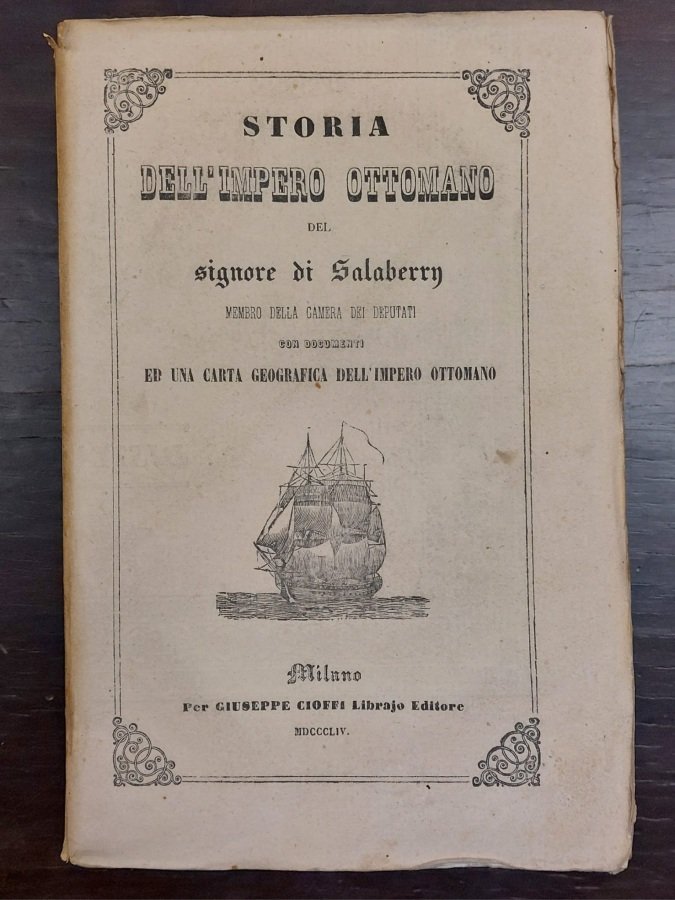 STORIA
DELL'IMPERO OTTOMANO
DEL
signore di Salaberry
MEMBRO DELLA CAMERA DEI DEPUTATI
CON DOCUMENTI
ED UNA CARTA GEOGRAFICA DELL'IMPERO OTTOMANO
Milano
Per GIUSEPPE CIOFFI Librajo Editore
MDCCCLIV.